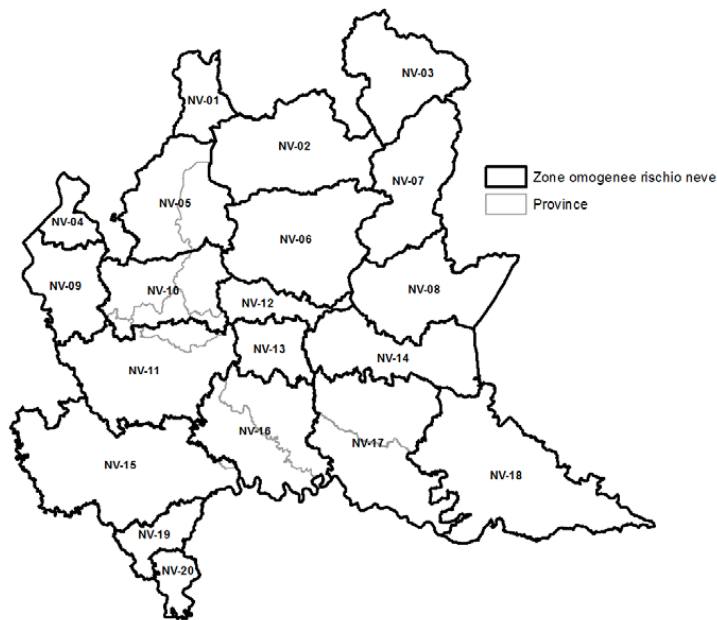 NV-03
NV-01
NV-02
NV-07
Zone omogenee rischio neve
Province
NV-05
NV-04
NV-06
NV-09
NV-10
NV-08
NV-12
NV-13
NV-14
NV-11
NV-16
NV-17
NV-15
NV-18
NV-19
NV-20